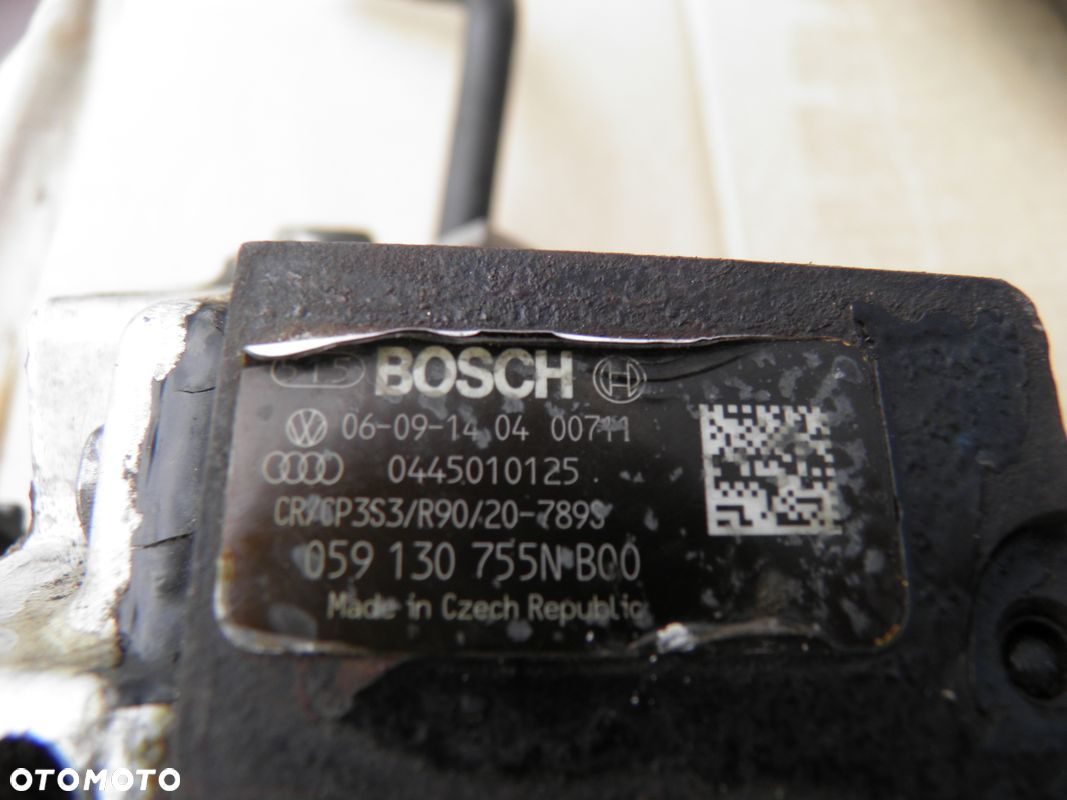 BOSCH
06-09-14 04 00711
0445010125
CR/CP3S3/R90/20-789S
059 130 755N B00
Made in Czech Republic
OTOMOTO